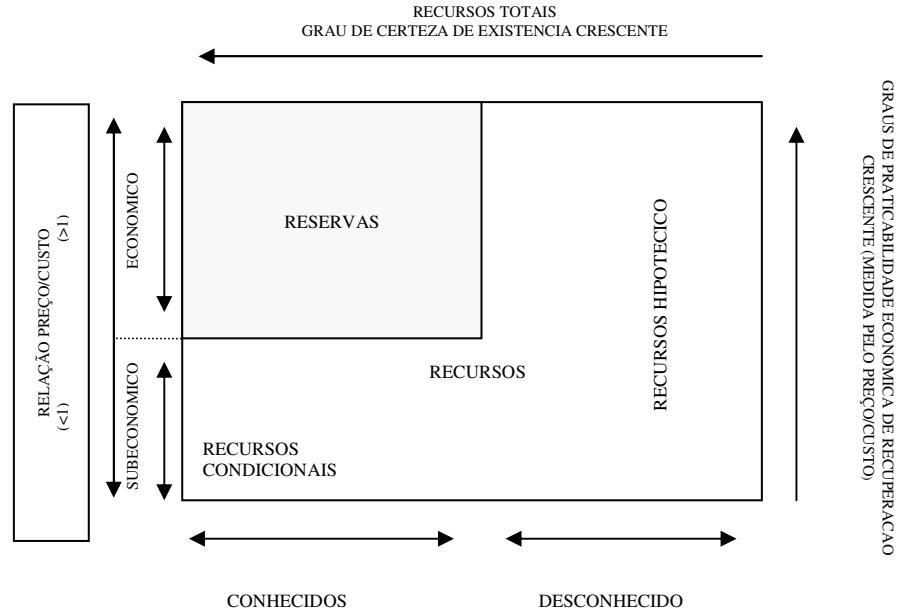 RECURSOS TOTAIS
GRAU DE CERTEZA DE EXISTENCIA CRESCENTE
RELAÇÃO PREÇO/CUSTO
(<1) (>1)
ECONOMICO
SUBECONOMICO
RESERVAS
RECURSOS HIPOTECICO
RECURSOS
RECURSOS
CONDICIONAIS
GRAUS DE PRATICABILIDADE ECONOMICA DE RECUPERACAO
CRESCENTE (MEDIDA PELO PREÇO/CUSTO)
CONHECIDOS
DESCONHECIDO